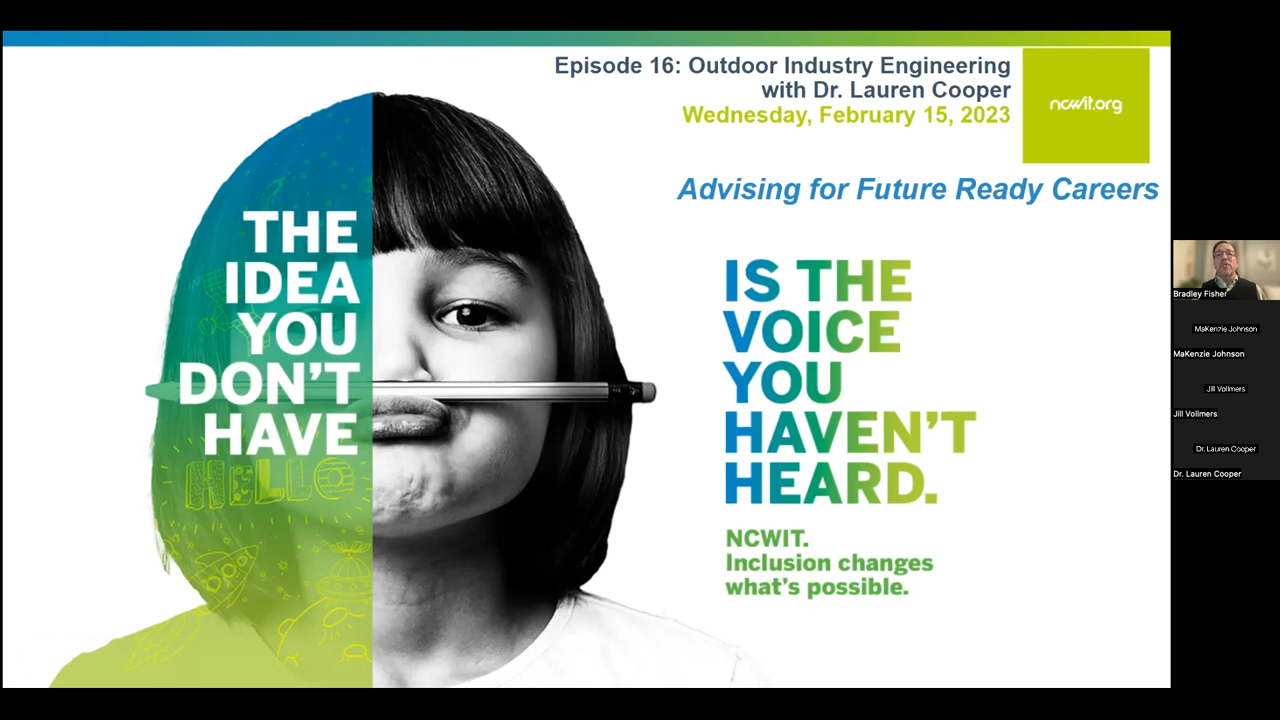 Episode 16: Outdoor Industry Engineering
with Dr. Lauren Cooper
Wednesday, February 15, 2023
ncwit.org
Advising for Future Ready Careers
THE
IDEA
YOU
DON'T
HAVE
HELLO
IS THE
VOICE
YOU
HAVEN'T
HEARD.
NCWIT.
Inclusion changes
what's possible.
Bradley Fisher
MaKenzie Johnson
MaKenzie Johnson
Jill Vollmers
Jill Vollmers
Dr. Lauren Cooper
Dr. Lauren Cooper